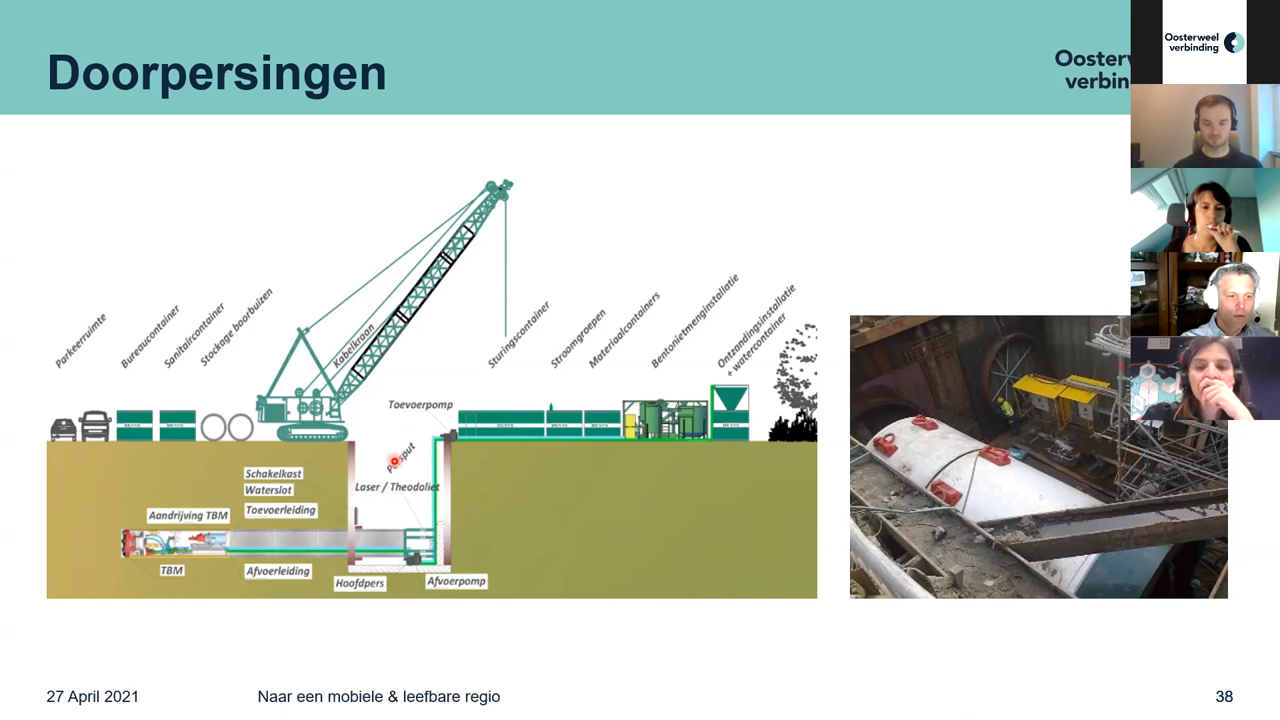 Doorpersingen
Oosterw
verbin
Oosterweel
verbinding
Parkeerruimte
Bureaucontainer
Sanitaircontainer
Stockage boorbuizen
Kabelkraan
Sturingscontainer
Stroomgroepen
Materiaalcontainers
Bentonietmenginstallatie
Ontzandingsinstallatie
+ watercontainer
Toevoerpomp
Schakelkast
Waterslot
Laser / Theodoliet
Aandrijving TBM
Toevoerleiding
TBM
Afvoerleiding
Hoofdpers
Afvoerpomp
27 April 2021
Naar een mobiele & leefbare regio
38